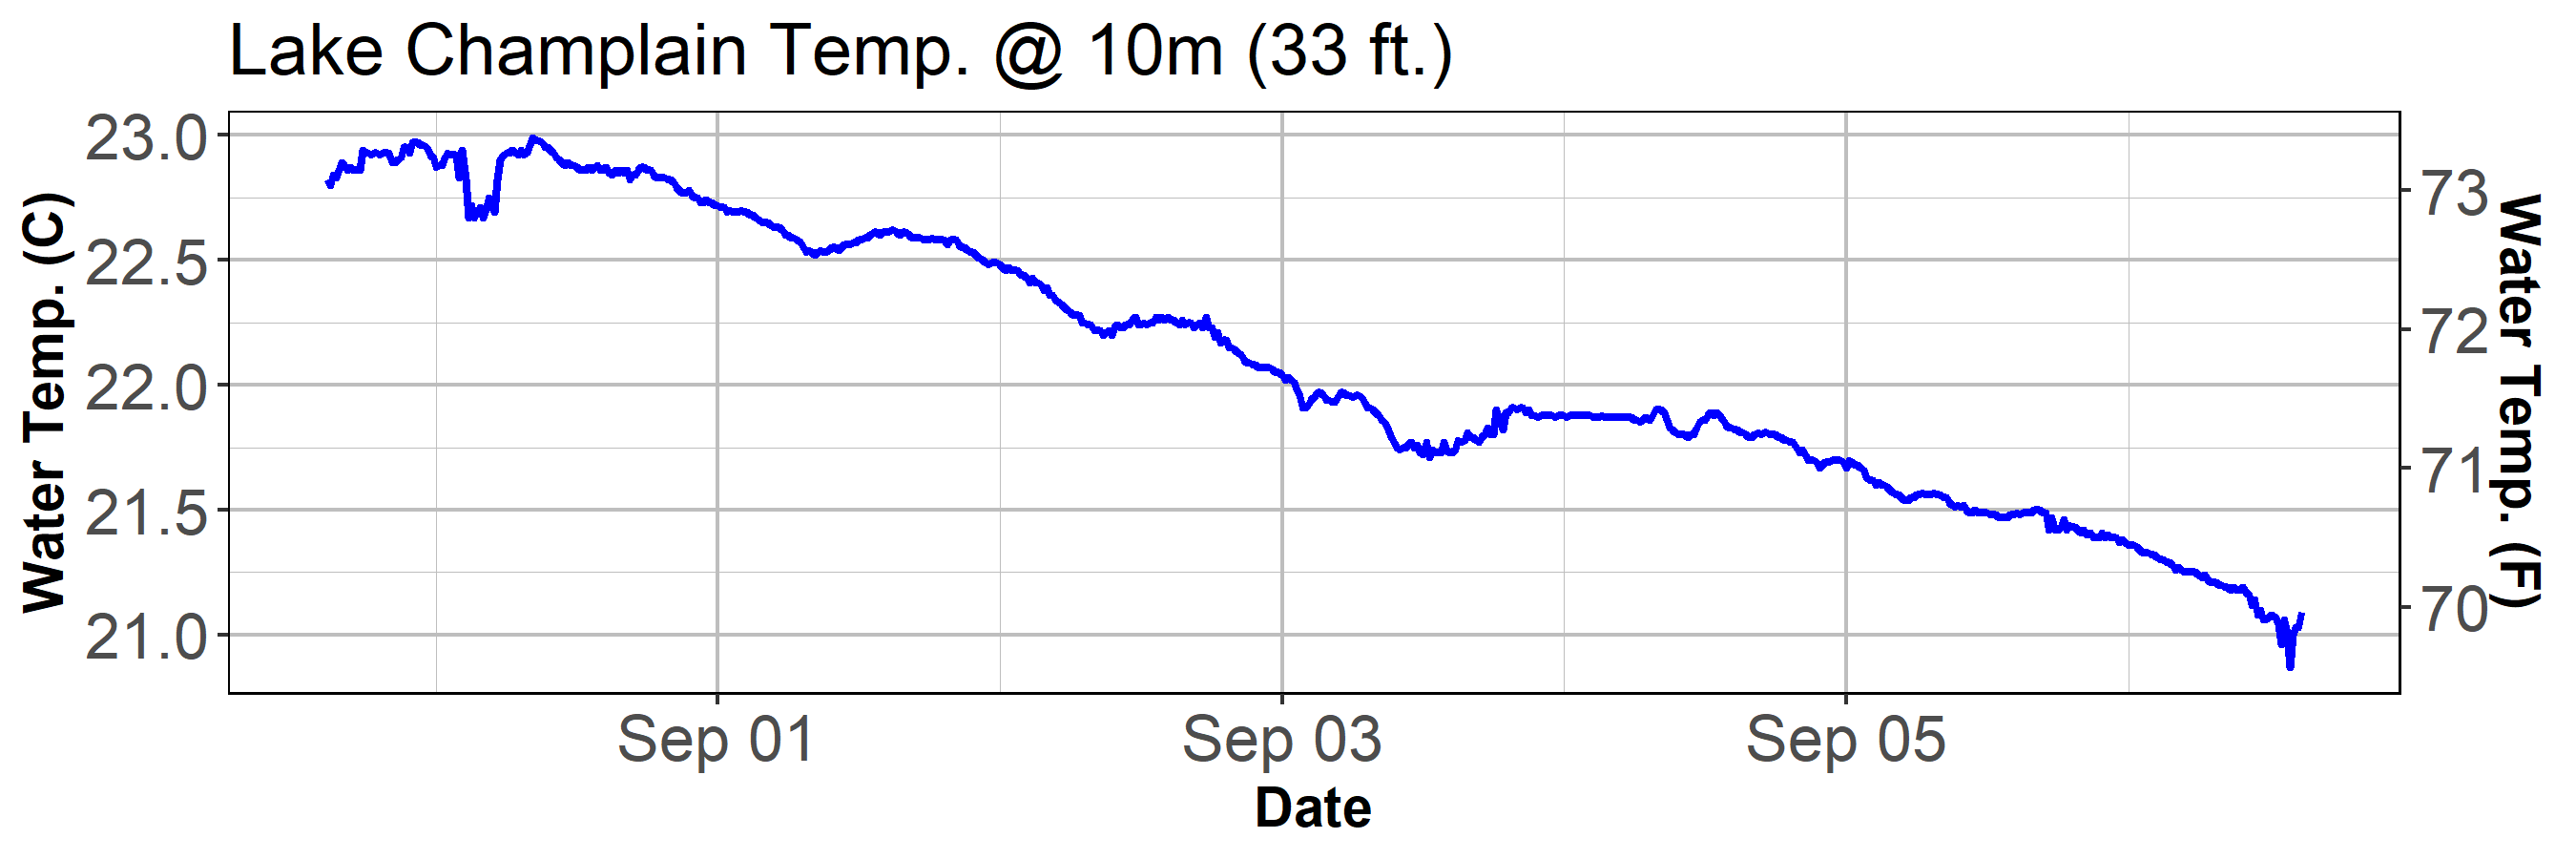 Lake Champlain Temp. @ 10m (33 ft.)
Water Temp. (C)
23.0
22.5
22.0
21.5
21.0
73
72
71
70
Water Temp. (F)
Sep 01 Sep 03 Sep 05
Date